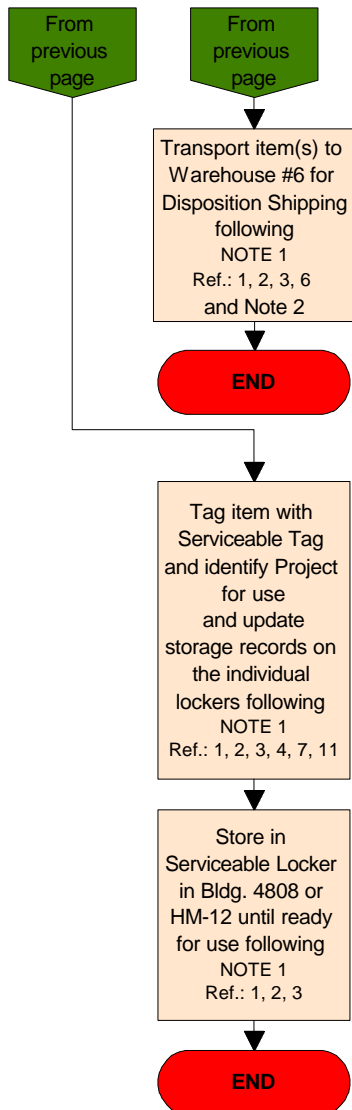 From
previous
page
From
previous
page
Transport item(s) to
Warehouse #6 for
Disposition Shipping
following
NOTE 1
Ref.: 1, 2, 3, 6
and Note 2
END
Tag item with
Serviceable Tag
and identify Project
for use
and update
storage records on
the individual
lockers following
NOTE 1
Ref.: 1, 2, 3, 4, 7, 11
Store in
Serviceable Locker
in Bldg. 4808 or
HM-12 until ready
for use following
NOTE 1
Ref.: 1, 2, 3
END